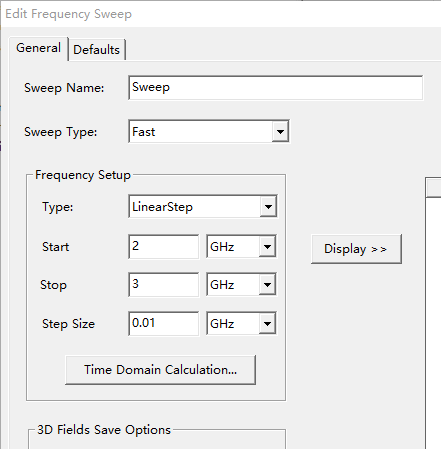 Edit Frequency Sweep
General Defaults
Sweep Name: Sweep
Sweep Type: Fast
Frequency Setup
Type: LinearStep
Start 2 GHz Display >>
Stop 3 GHz
Step Size 0.01 GHz
Time Domain Calculation...
3D Fields Save Options